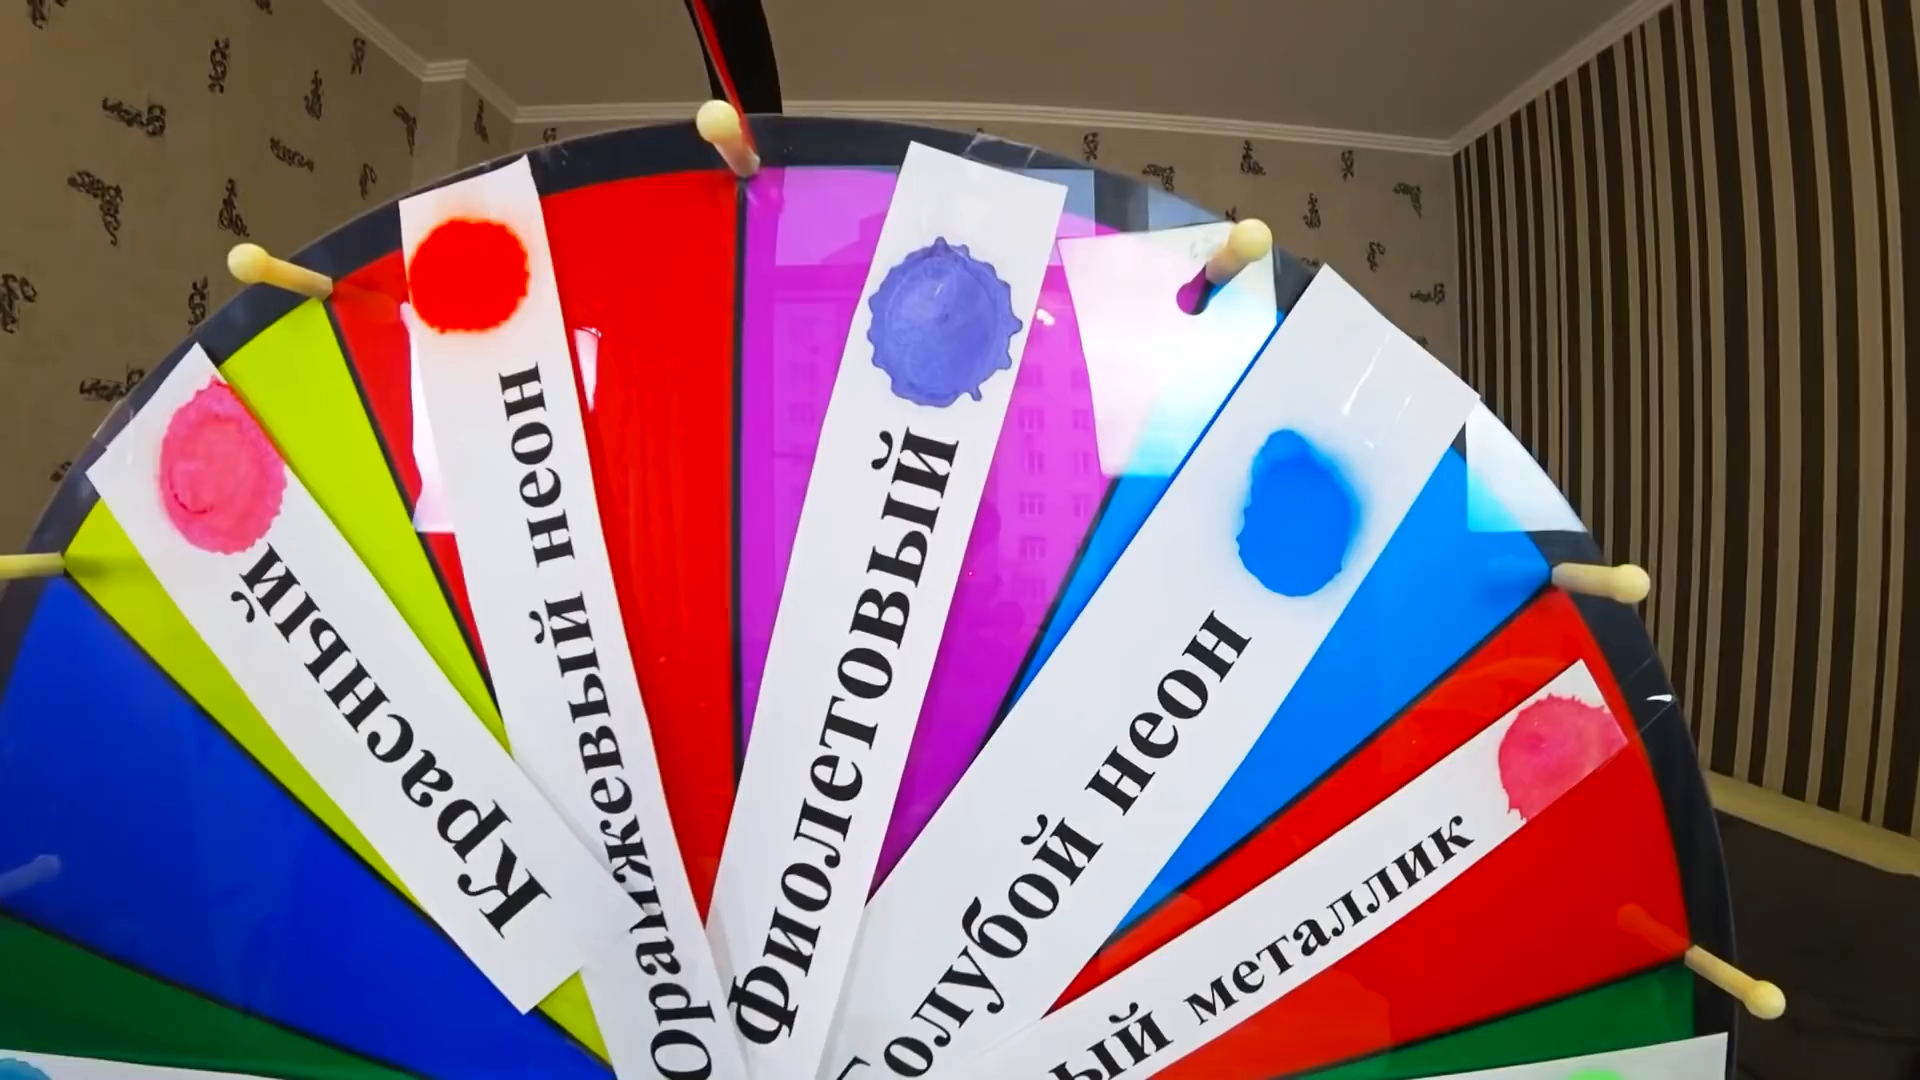 Красный
Оранжевый неон
Фиолетовый
Голубой неон
металлик